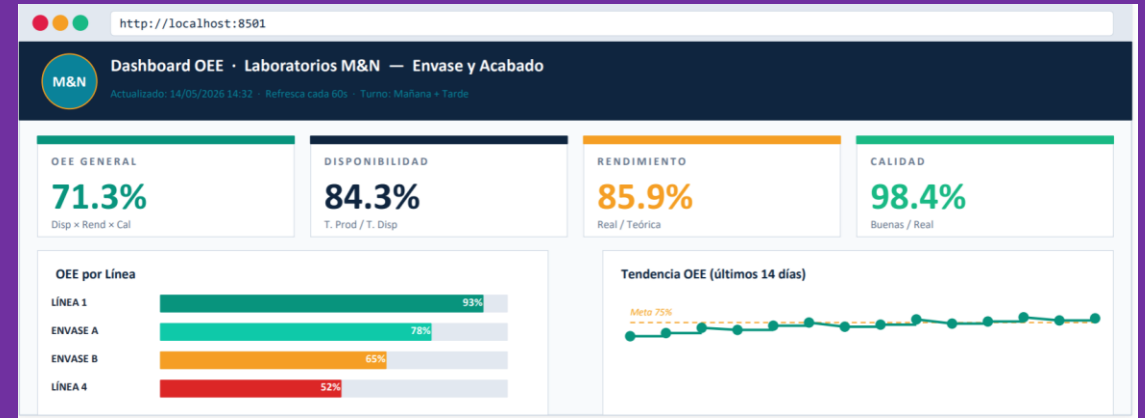 http://localhost:8501
M&N
Dashboard OEE · Laboratorios M&N — Envase y Acabado
Actualizado: 14/05/2026 14:32 · Refresca cada 60s · Turno: Mañana + Tarde
OEE GENERAL
71.3%
Disp × Rend × Cal
DISPONIBILIDAD
84.3%
T. Prod / T. Disp
RENDIMIENTO
85.9%
Real / Teórica
CALIDAD
98.4%
Buenas / Real
OEE por Línea
LÍNEA 1 93%
ENVASE A 78%
ENVASE B 65%
LÍNEA 4 52%
Tendencia OEE (últimos 14 días)
Meta 75%